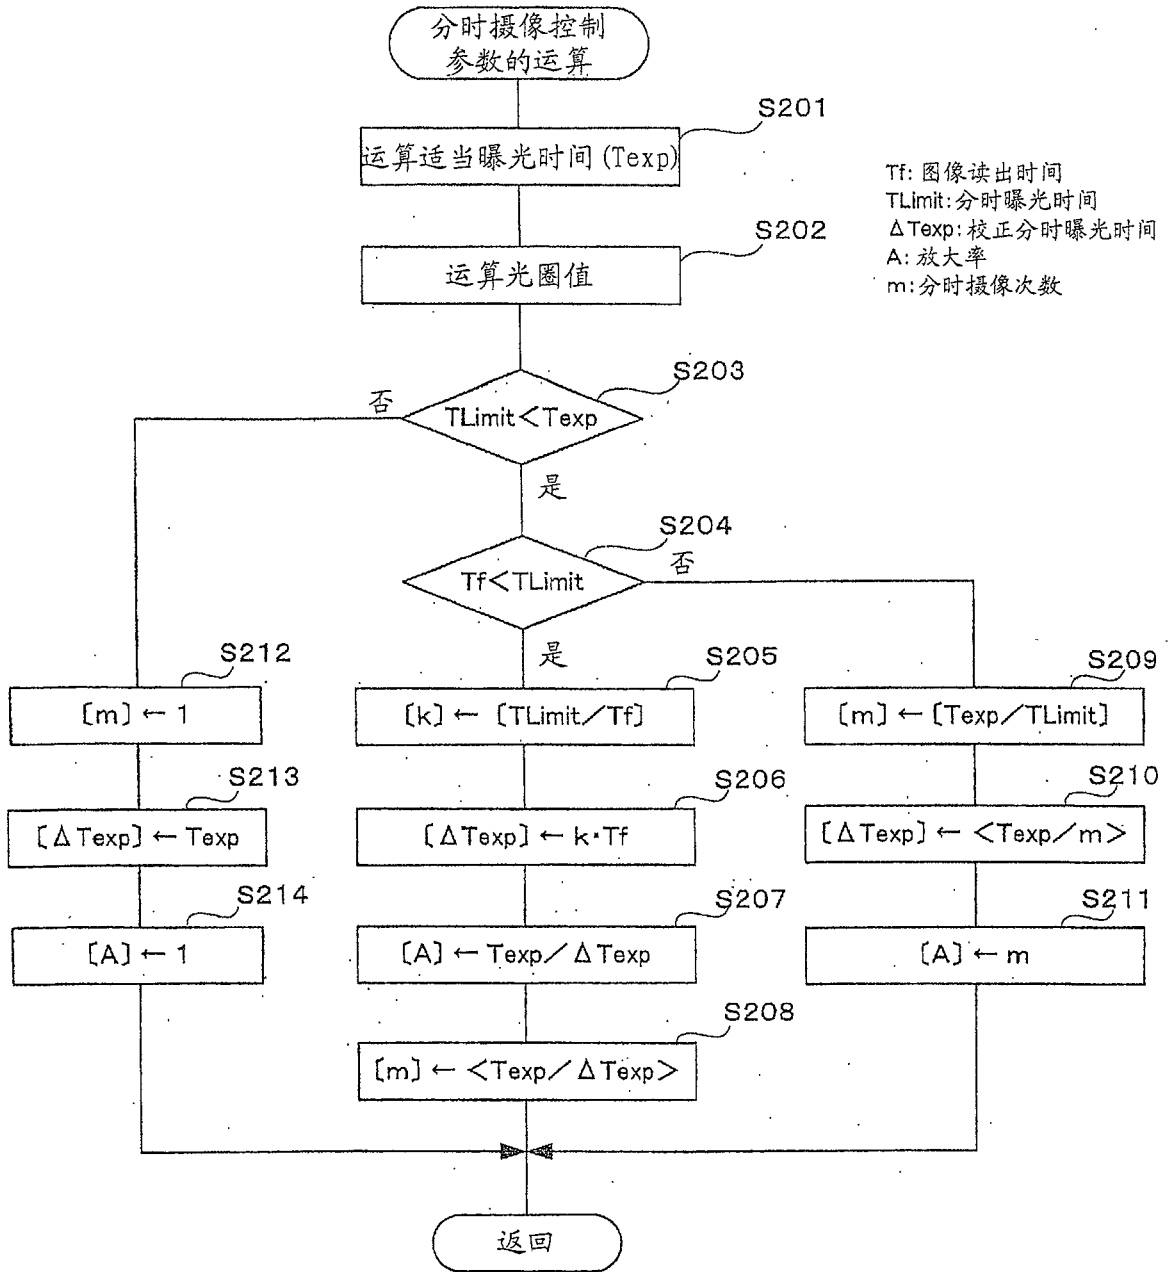 分时摄像控制
参数的运算
S201
运算适当曝光时间(Texp)
Tf: 图像读出时间
TLimit:分时曝光时间
ΔTexp:校正分时曝光时间
A: 放大率
m:分时摄像次数
S202
运算光圈值
S203
否
TLimit<Texp
是
S204
否
Tf<TLimit
是
S212
[m]←1
S205
[k]←[TLimit/Tf]
S209
[m]←[Texp/TLimit]
S213
[ΔTexp]←Texp
S206
[ΔTexp]←k·Tf
S210
[ΔTexp]←<Texp/m>
S214
[A]←1
S207
[A]←Texp/ΔTexp
S211
[A]←m
S208
[m]←<Texp/ΔTexp>
返回